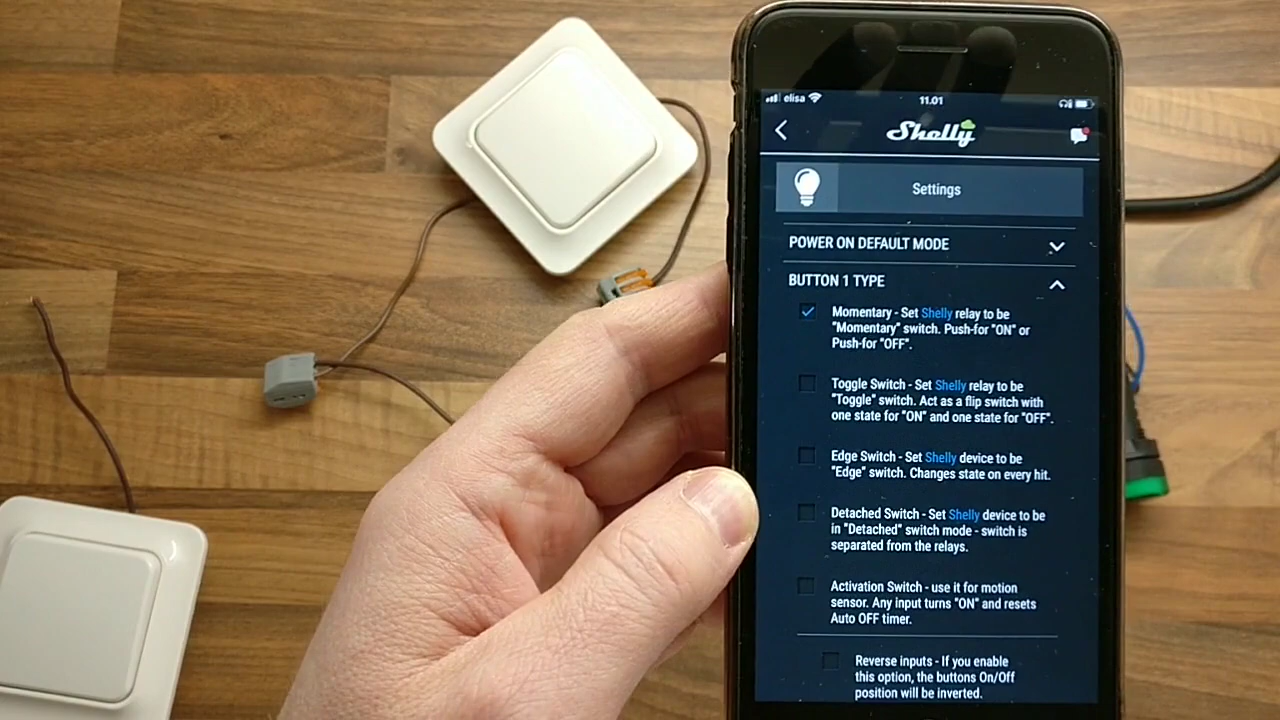 elisa
11.01
Shelly
Settings
POWER ON DEFAULT MODE
BUTTON 1 TYPE
Momentary - Set Shelly relay to be
"Momentary" switch. Push-for "ON" or
Push-for "OFF".
Toggle Switch - Set Shelly relay to be
"Toggle" switch. Act as a flip switch with
one state for "ON" and one state for "OFF".
Edge Switch - Set Shelly device to be
"Edge" switch. Changes state on every hit.
Detached Switch - Set Shelly device to be
in "Detached" switch mode - switch is
separated from the relays.
Activation Switch - use it for motion
sensor. Any input turns "ON" and resets
Auto OFF timer.
Reverse inputs - If you enable
this option, the buttons On/Off
position will be inverted.